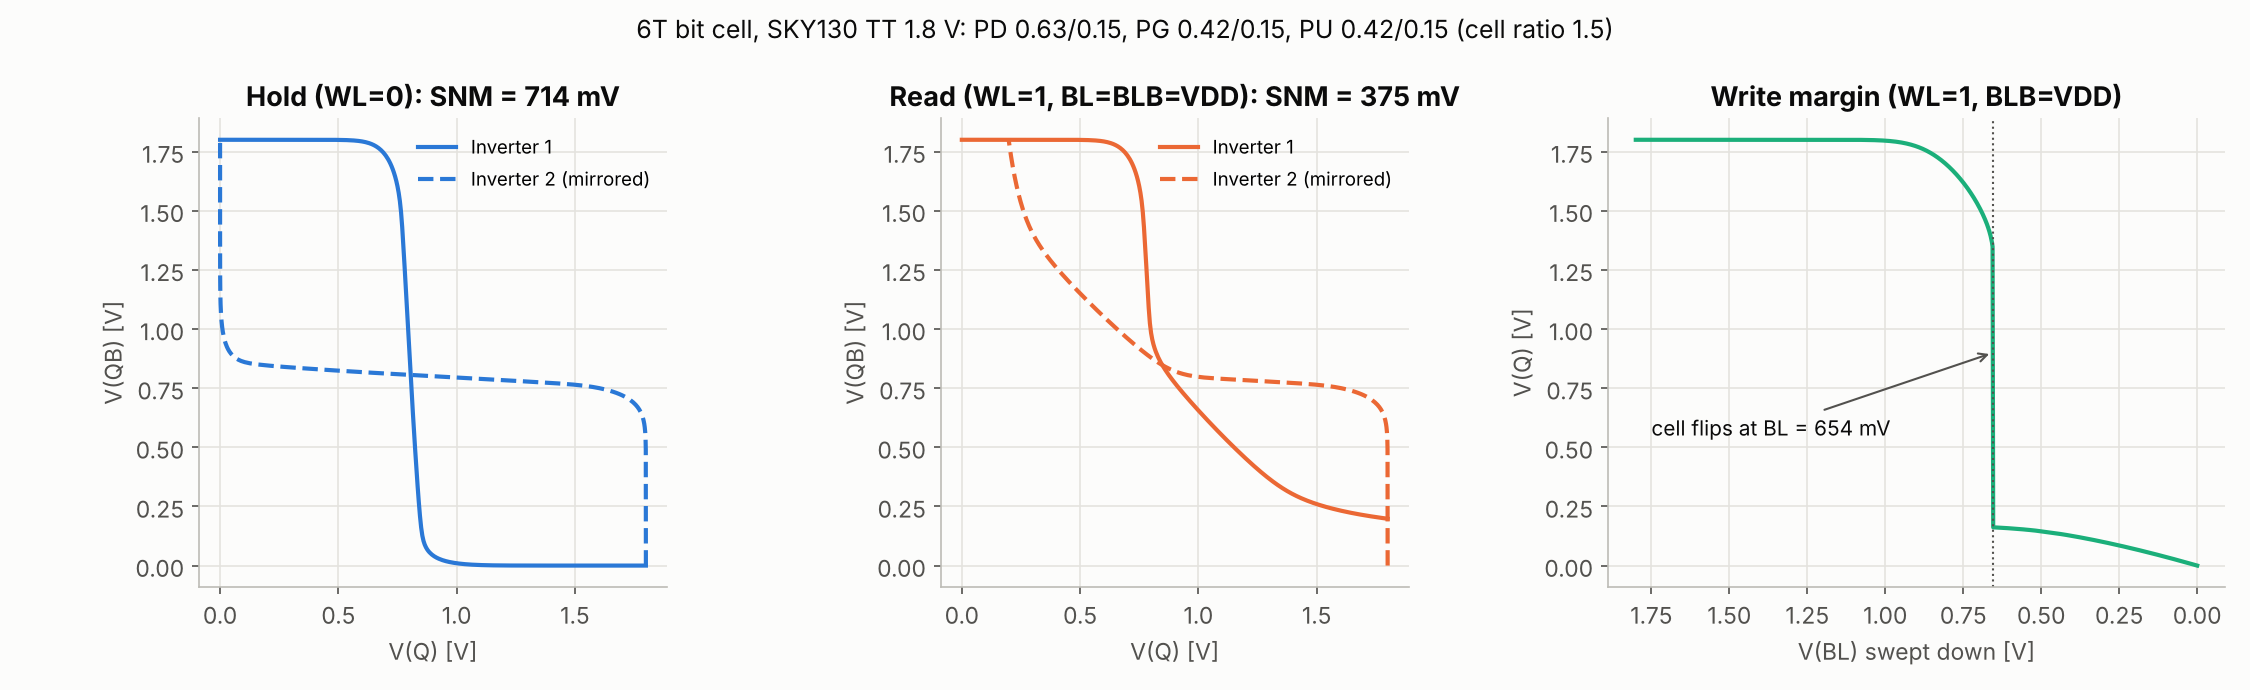 6T bit cell, SKY130 TT 1.8 V: PD 0.63/0.15, PG 0.42/0.15, PU 0.42/0.15 (cell ratio 1.5)
Hold (WL=0): SNM = 714 mV
Inverter 1
Inverter 2 (mirrored)
V(QB) [V]
1.75
1.50
1.25
1.00
0.75
0.50
0.25
0.00
0.0 0.5 1.0 1.5
V(Q) [V]
Read (WL=1, BL=BLB=VDD): SNM = 375 mV
Inverter 1
Inverter 2 (mirrored)
V(QB) [V]
1.75
1.50
1.25
1.00
0.75
0.50
0.25
0.00
0.0 0.5 1.0 1.5
V(Q) [V]
Write margin (WL=1, BLB=VDD)
V(Q) [V]
1.75
1.50
1.25
1.00
0.75
0.50
0.25
0.00
cell flips at BL = 654 mV
1.75 1.50 1.25 1.00 0.75 0.50 0.25 0.00
V(BL) swept down [V]